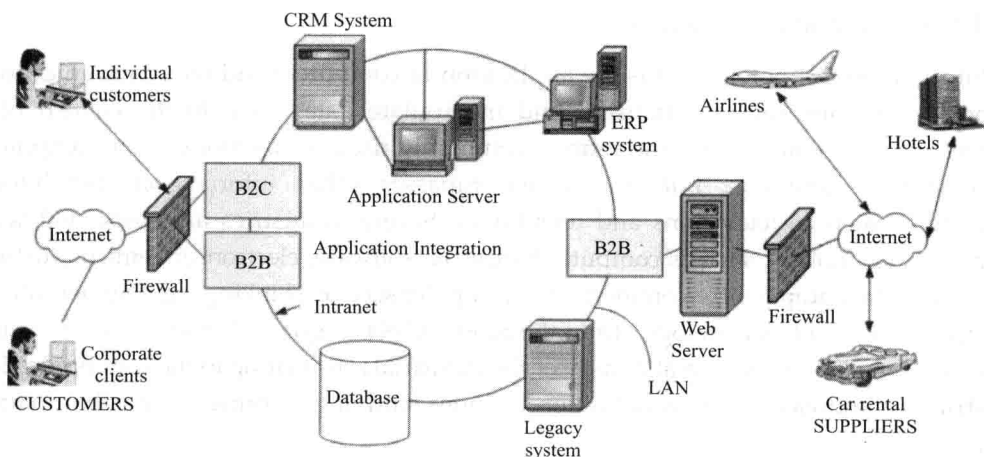 CRM System
Individual
customers
Airlines
ERP
system
Hotels
B2C
Application Server
Internet
B2B
Application Integration
B2B
Internet
Firewall
Firewall
Intranet
Web
Server
Corporate
clients
LAN
CUSTOMERS
Database
Legacy
system
Car rental
SUPPLIERS